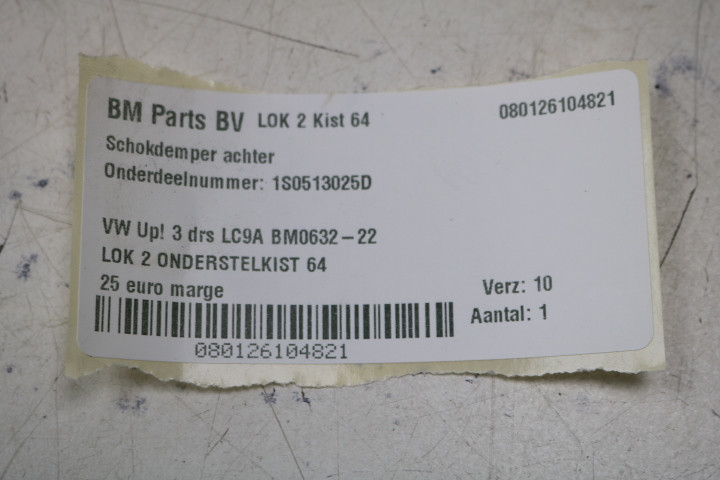 BM Parts BV LOK 2 Kist 64 080126104821
Schokdemper achter
Onderdeelnummer: 1S0513025D
VW Up! 3 drs LC9A BM0632-22
LOK 2 ONDERSTELKIST 64
25 euro marge Verz: 10
Aantal: 1
080126104821